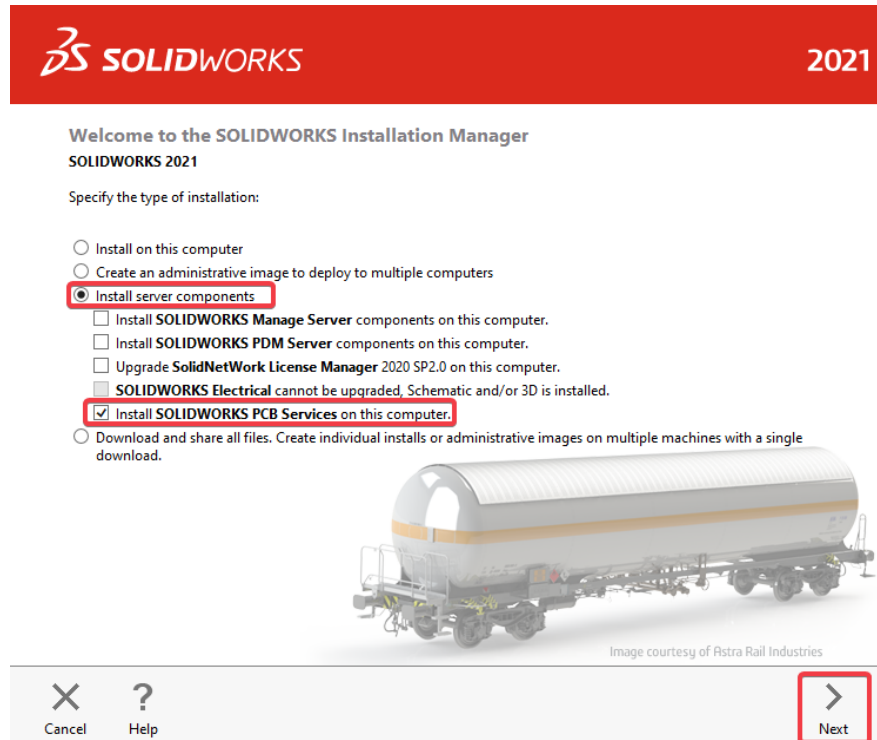 SOLIDWORKS
2021
Welcome to the SOLIDWORKS Installation Manager
SOLIDWORKS 2021
Specify the type of installation:
Install on this computer
Create an administrative image to deploy to multiple computers
Install server components
Install SOLIDWORKS Manage Server components on this computer.
Install SOLIDWORKS PDM Server components on this computer.
Upgrade SolidNetWork License Manager 2020 SP2.0 on this computer.
SOLIDWORKS Electrical cannot be upgraded, Schematic and/or 3D is installed.
Install SOLIDWORKS PCB Services on this computer.
Download and share all files. Create individual installs or administrative images on multiple machines with a single
download.
Image courtesy of Astra Rail Industries
Cancel
Help
Next